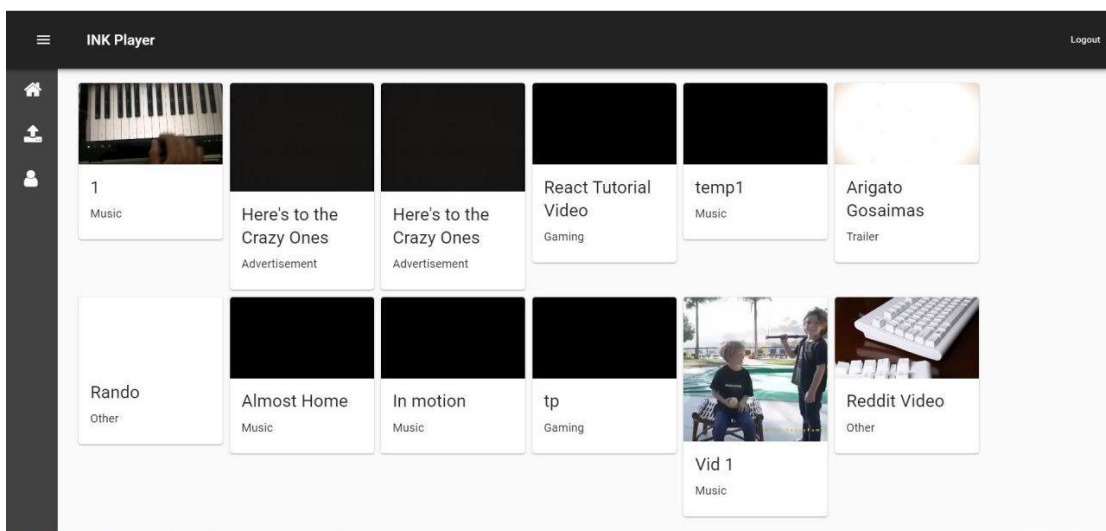 INK Player
Logout
1
Music
Here's to the
Crazy Ones
Advertisement
Here's to the
Crazy Ones
Advertisement
React Tutorial
Video
Gaming
temp1
Music
Arigato
Gosaimas
Trailer
Rando
Other
Almost Home
Music
In motion
Music
tp
Gaming
Vid 1
Music
Reddit Video
Other